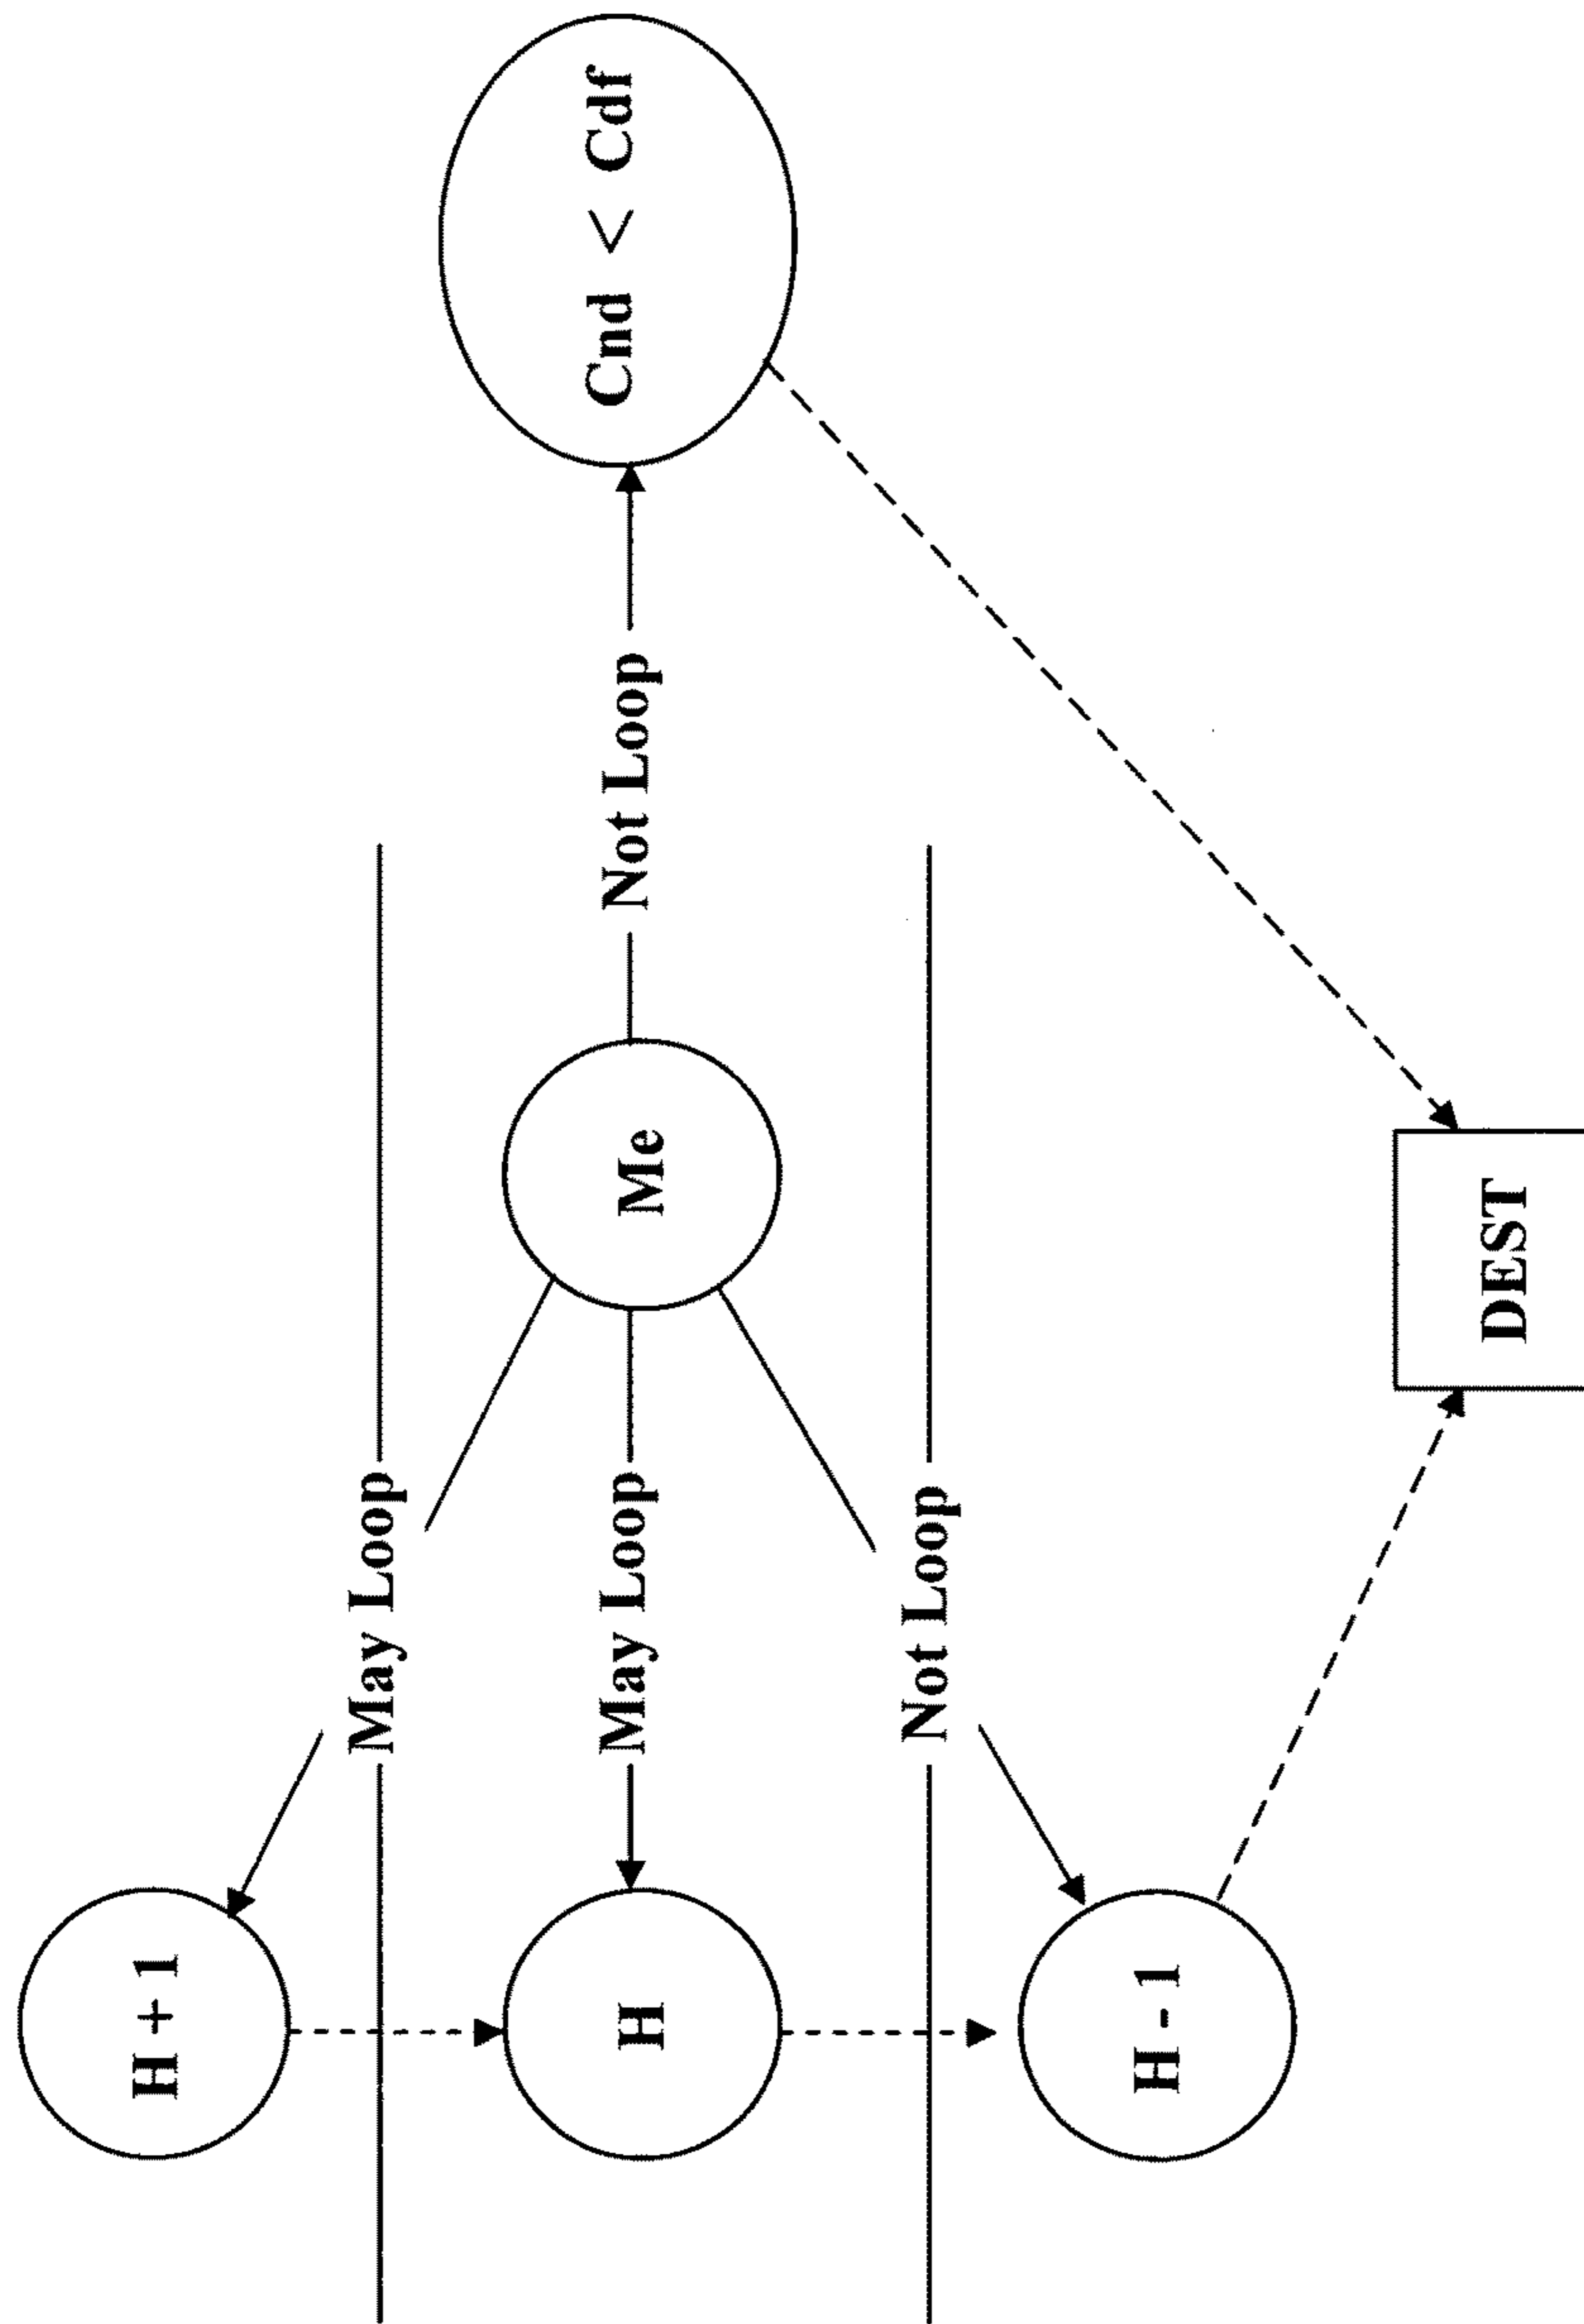 H + 1
May Loop
H
May Loop
Me
Not Loop
Cnd < Cdf
Not Loop
H - 1
DEST